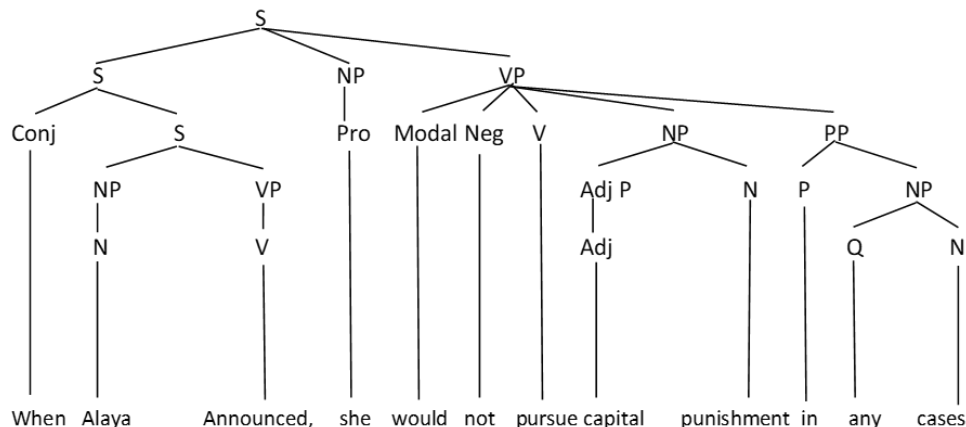 S
S NP VP
Conj S Pro Modal Neg V NP PP
NP VP Adj P N P NP
N V Adj Q N
When Alaya Announced, she would not pursue capital punishment in any cases